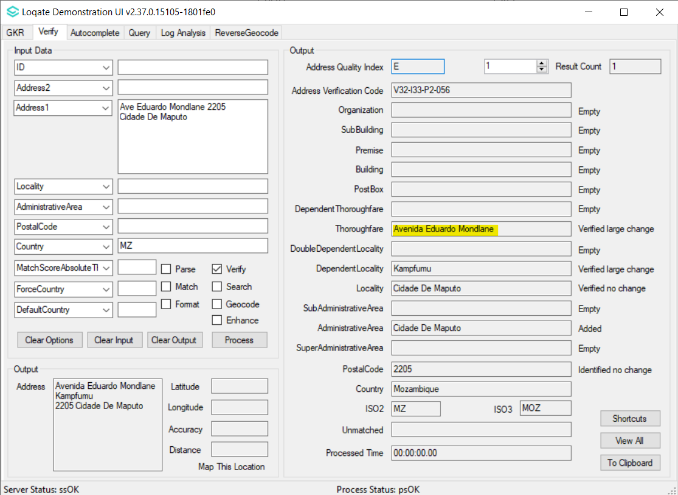 Loqate Demonstration UI v2.37.0.15105-1801fe0
GKR Verify Autocomplete Query Log Analysis ReverseGeocode
Input Data
ID
Address2
Address1 Ave Eduardo Mondlane 2205
Cidade De Maputo
Locality
AdministrativeArea
PostalCode
Country MZ
MatchScoreAbsoluteTl Parse Verify
ForceCountry Match Search
DefaultCountry Format Geocode
Enhance
Clear Options Clear Input Clear Output Process
Output
Address Avenida Eduardo Mondlane
Kampfumu
2205 Cidade De Maputo
Latitude
Longitude
Accuracy
Distance
Map This Location
Output
Address Quality Index E 1 Result Count 1
Address Verification Code V32-I33-P2-056
Organization Empty
SubBuilding Empty
Premise Empty
Building Empty
PostBox Empty
DependentThoroughfare Empty
Thoroughfare Avenida Eduardo Mondlane Verified large change
DoubleDependentLocality Empty
DependentLocality Kampfumu Verified large change
Locality Cidade De Maputo Verified no change
SubAdministrativeArea Empty
AdministrativeArea Cidade De Maputo Added
SuperAdministrativeArea Empty
PostalCode 2205 Identified no change
Country Mozambique
ISO2 MZ ISO3 MOZ
Unmatched
Processed Time 00:00:00.00
Shortcuts
View All
To Clipboard
Server Status: ssOK Process Status: psOK